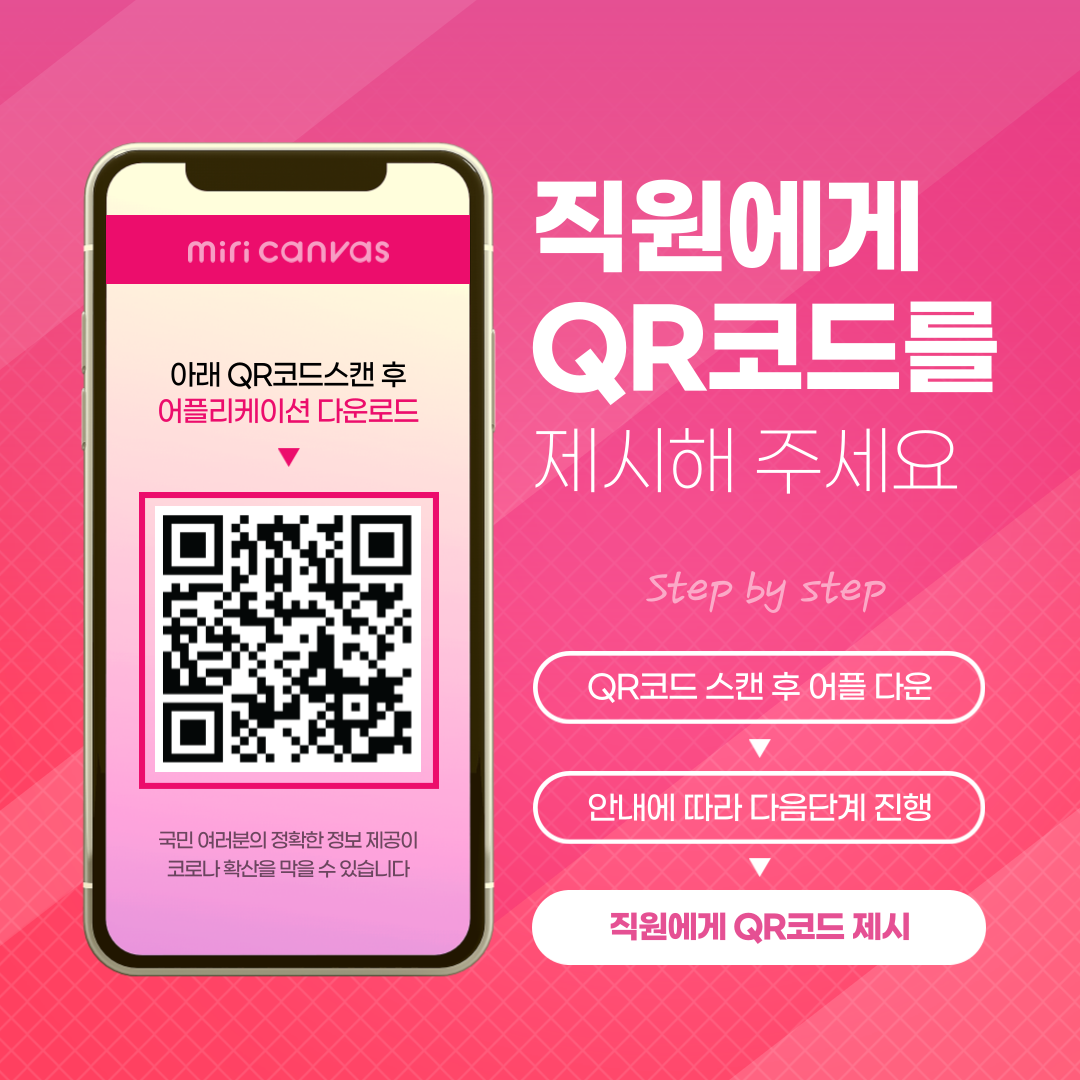 miri canvas
아래 QR코드스캔 후
어플리케이션 다운로드
국민 여러분의 정확한 정보 제공이
코로나 확산을 막을 수 있습니다
직원에게
QR코드를
제시해 주세요
Step by step
QR코드 스캔 후 어플 다운
안내에 따라 다음단계 진행
직원에게 QR코드 제시